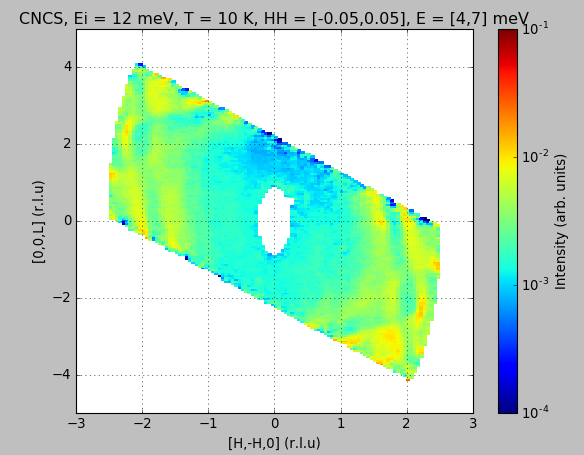 CNCS, Ei = 12 meV, T = 10 K, HH = [-0.05,0.05], E = [4,7] meV
10^-1
10^-2
10^-3
10^-4
Intensity (arb. units)
4
2
0
−2
−4
[0,0,L] (r.l.u)
−3 −2 −1 0 1 2 3
[H,-H,0] (r.l.u)